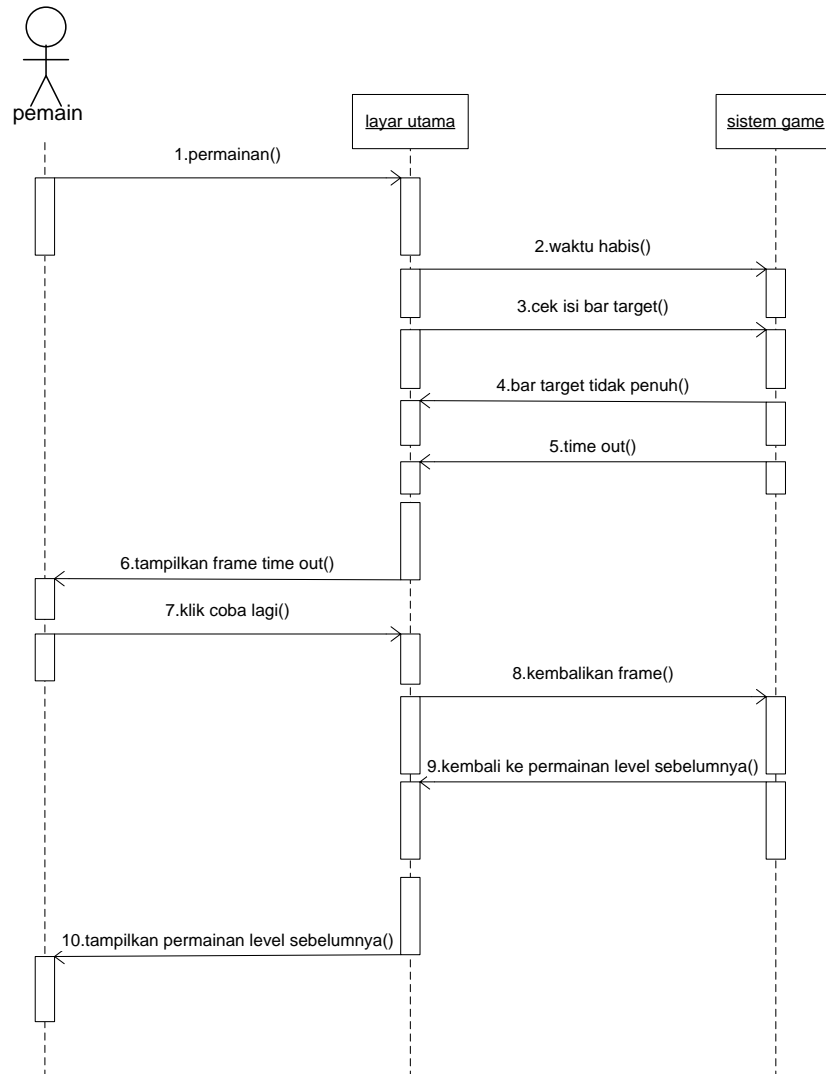 pemain
layar utama
sistem game
1.permainan()
2.waktu habis()
3.cek isi bar target()
4.bar target tidak penuh()
5.time out()
6.tampilkan frame time out()
7.klik coba lagi()
8.kembalikan frame()
9.kembali ke permainan level sebelumnya()
10.tampilkan permainan level sebelumnya()